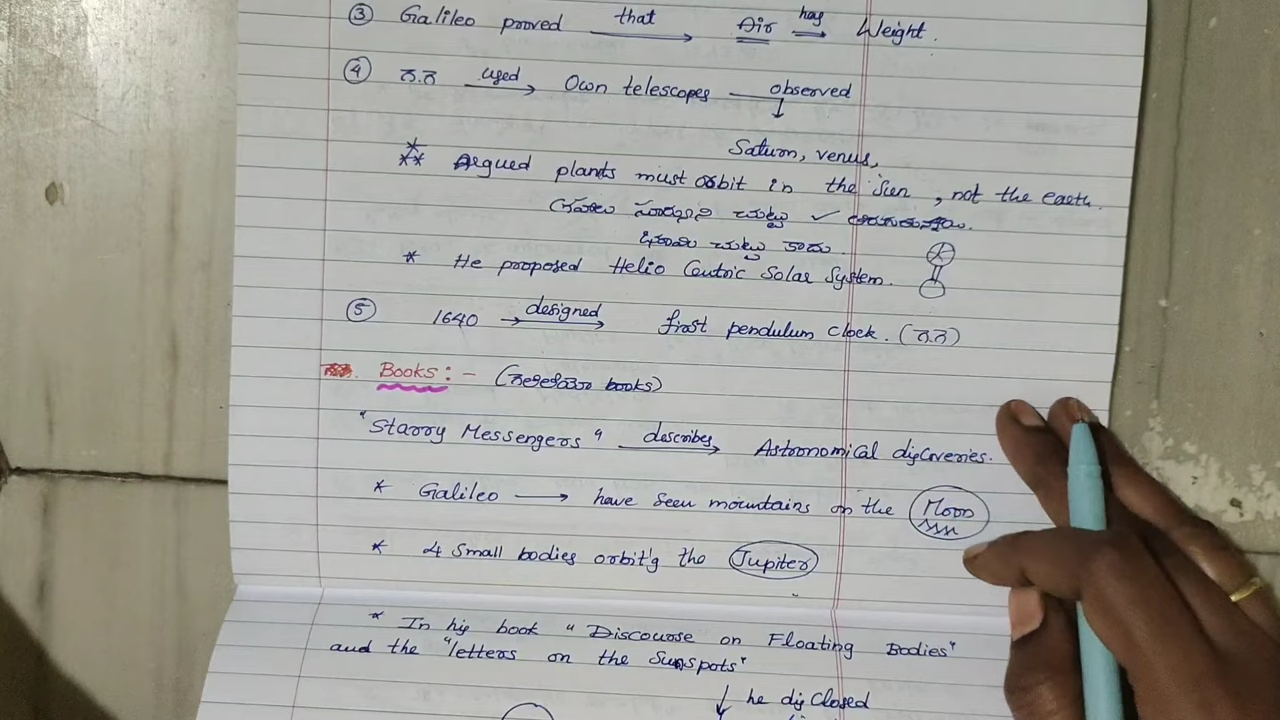 ③ Galileo proved that → Air has → Weight.
④ ಗ.ಗ used → Own telescopes — observed ↓
Saturn, venus,
*** Argued plants must orbit in the Sun, not the earth.
* He proposed Helio Centric Solar System.
⑤ 1640 → designed → first pendulum clock. (ಗ.ಗ)
Books:- ( books)
"Starry Messengers" describes → Astronomical discoveries.
* Galileo → have seen mountains on the Moon
* 4 Small bodies orbit'g the Jupiter
* In his book "Discourse on Floating Bodies"
and the "letters on the Sunspots"
↓ he disclosed